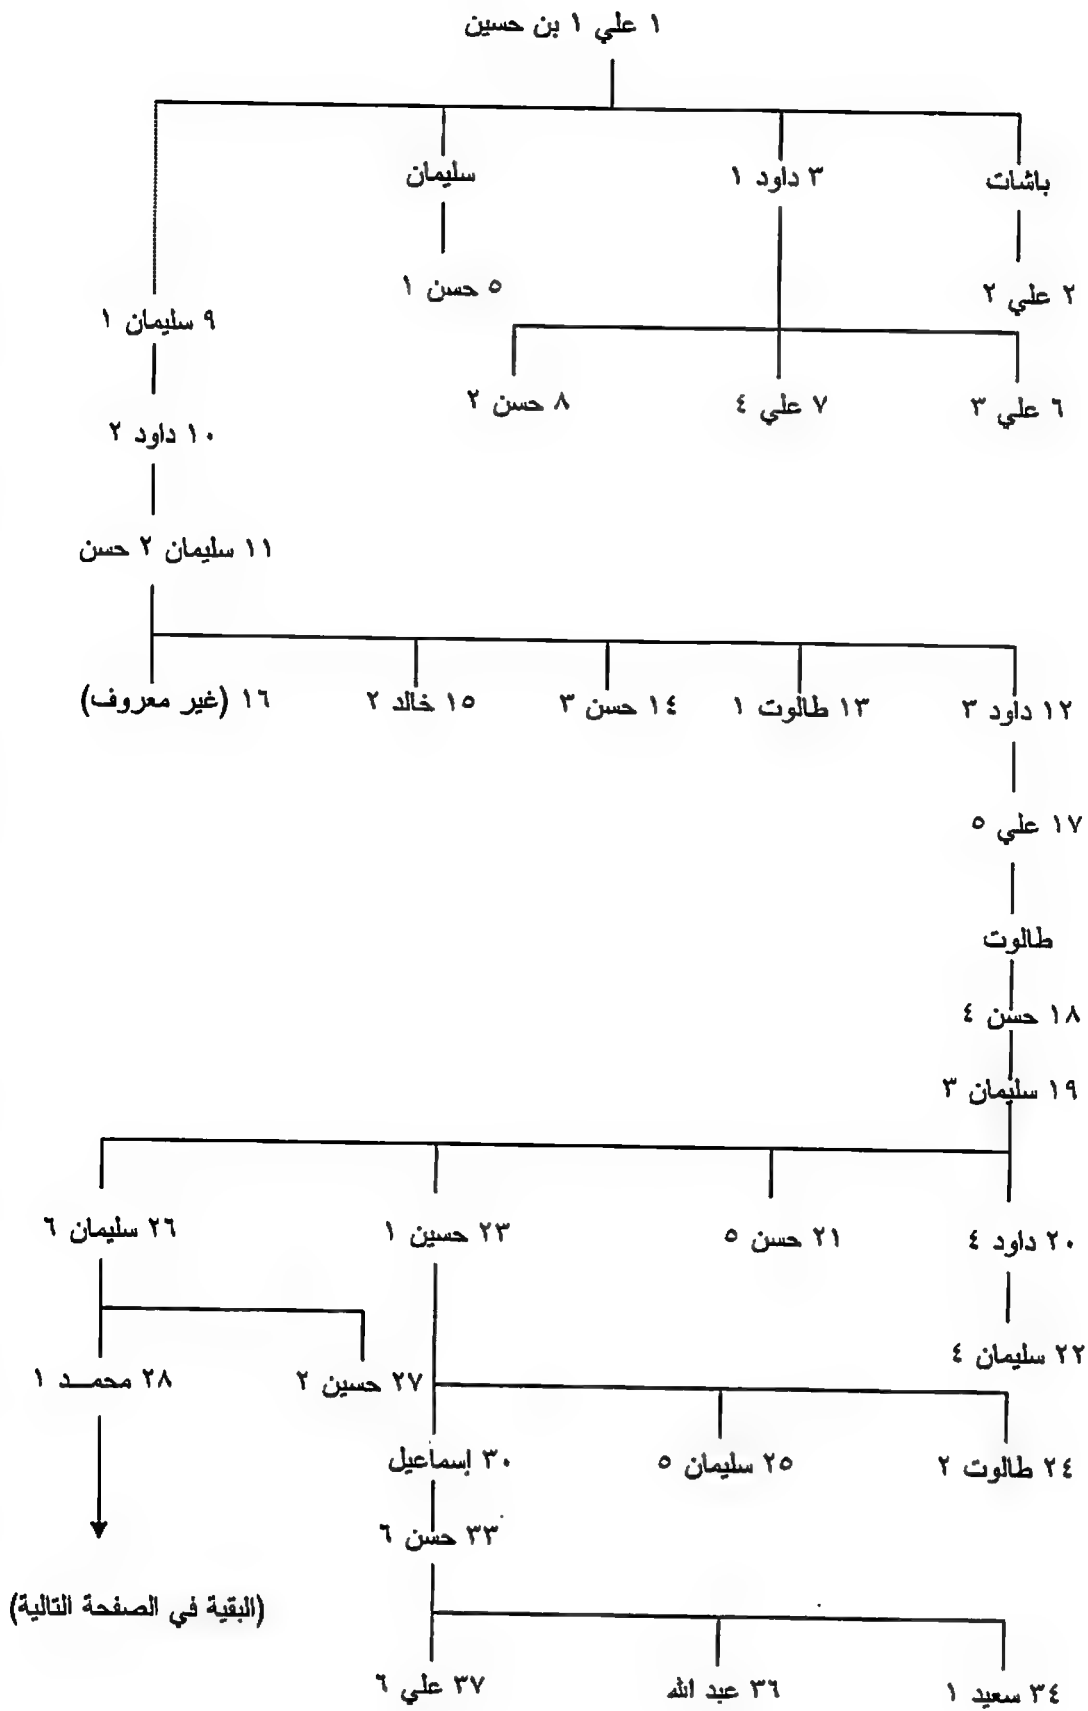 ١ علي ١ بن حسين
باشات
٣ داود ١
سليمان
٢ علي ٢
٥ حسن ١
٩ سليمان ١
٦ علي ٣
٧ علي ٤
٨ حسن ٢
١٠ داود ٢
١١ سليمان ٢ حسن
١٢ داود ٣
١٣ طالوت ١
١٤ حسن ٣
١٥ خالد ٢
١٦ (غير معروف)
١٧ علي ٥
طالوت
١٨ حسن ٤
١٩ سليمان ٣
٢٠ داود ٤
٢١ حسن ٥
٢٣ حسين ١
٢٦ سليمان ٦
٢٢ سليمان ٤
٢٧ حسين ٢
٢٨ محمــد ١
٢٤ طالوت ٢
٢٥ سليمان ٥
٣٠ إسماعيل
٣٣ حسن ٦
(البقية في الصفحة التالية)
٣٤ سعيد ١
٣٦ عبد الله
٣٧ علي ٦